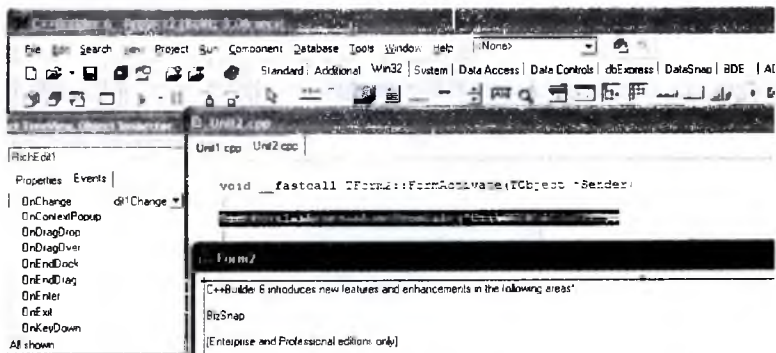 File Edit Search View Project Run Component Database Tools Window Help <None>
Standard Additional Win32 System Data Access Data Controls dbExpress DataSnap BDE
Unit2.cpp
RichEdit1
Unit1.cpp Unit2.cpp
Properties Events
void __fastcall TForm2::FormActivate(TObject *Sender)
OnChange dit1Change
OnContextPopup
OnDragDrop
OnDragOver
OnEndDock
OnEndDrag
OnEnter
OnExit
OnKeyDown
All shown
Form2
C++Builder 6 introduces new features and enhancements in the following areas"
BizSnap
[Enterprise and Professional editions only]